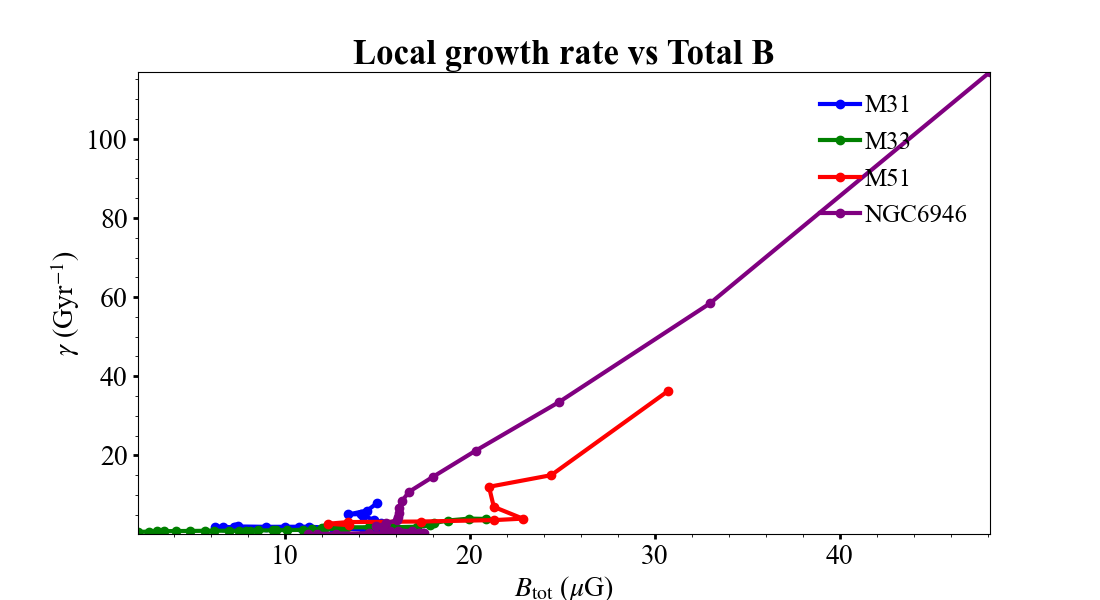 Local growth rate vs Total B
M31
M33
M51
NGC6946
γ (Gyr⁻¹)
100
80
60
40
20
10 20 30 40
B_tot (μG)